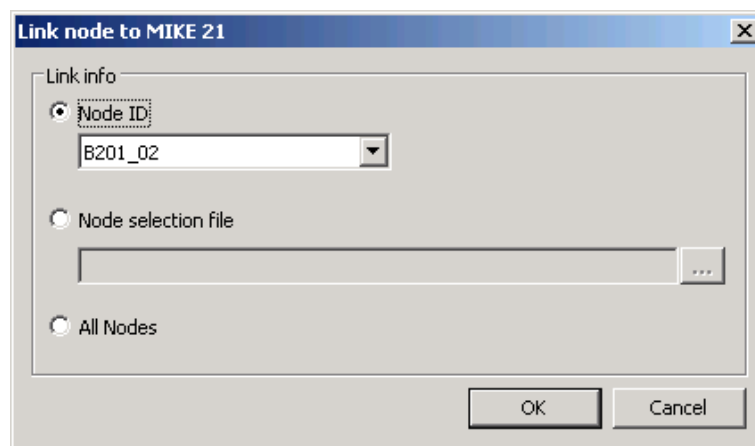 Link node to MIKE 21
Link info
Node ID
B201_02
Node selection file
...
All Nodes
OK Cancel